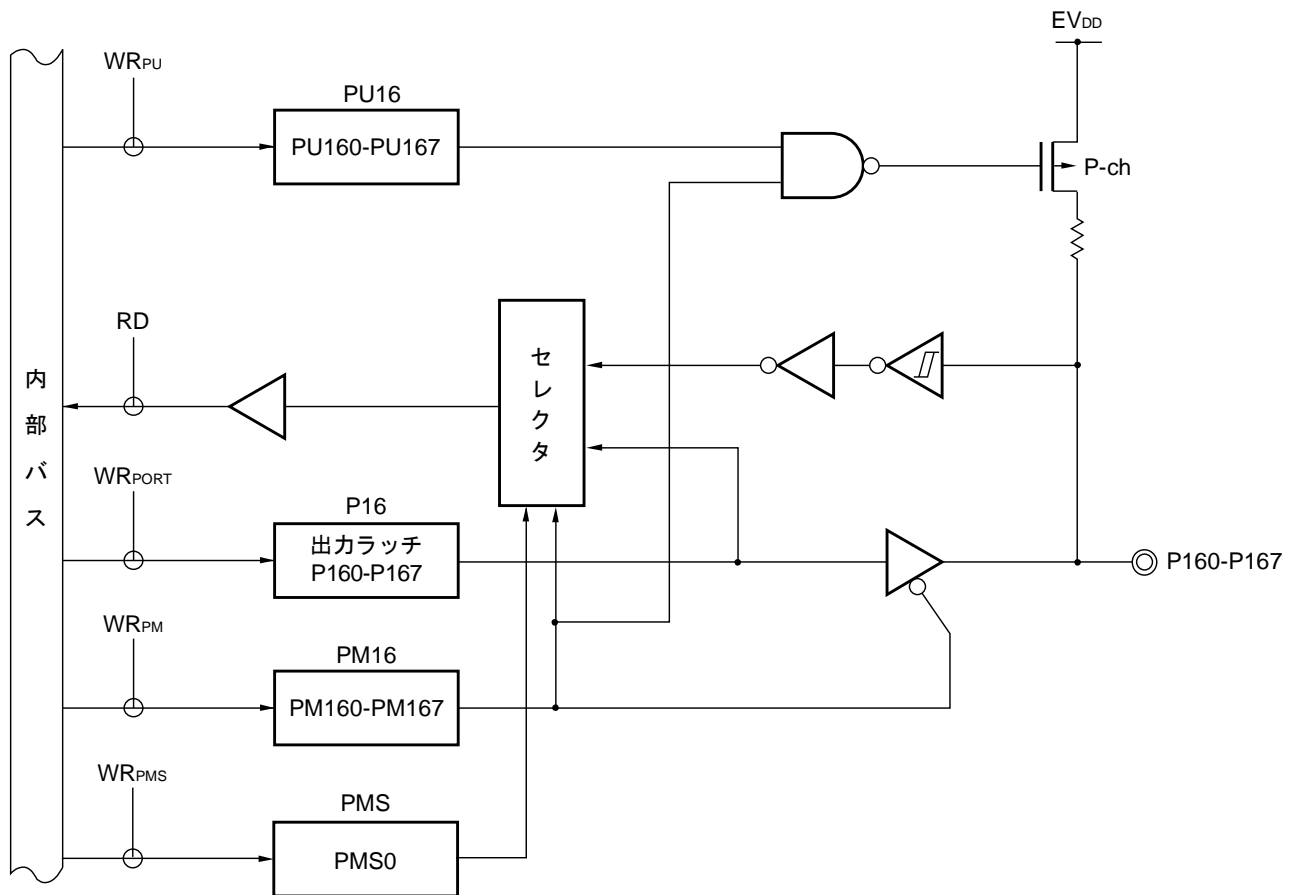 EVDD
WRPU
PU16
PU160-PU167
P-ch
RD
セレクタ
内部バス
WRPORT
P16
出力ラッチ
P160-P167
P160-P167
WRPM
PM16
PM160-PM167
WRPMS
PMS
PMS0